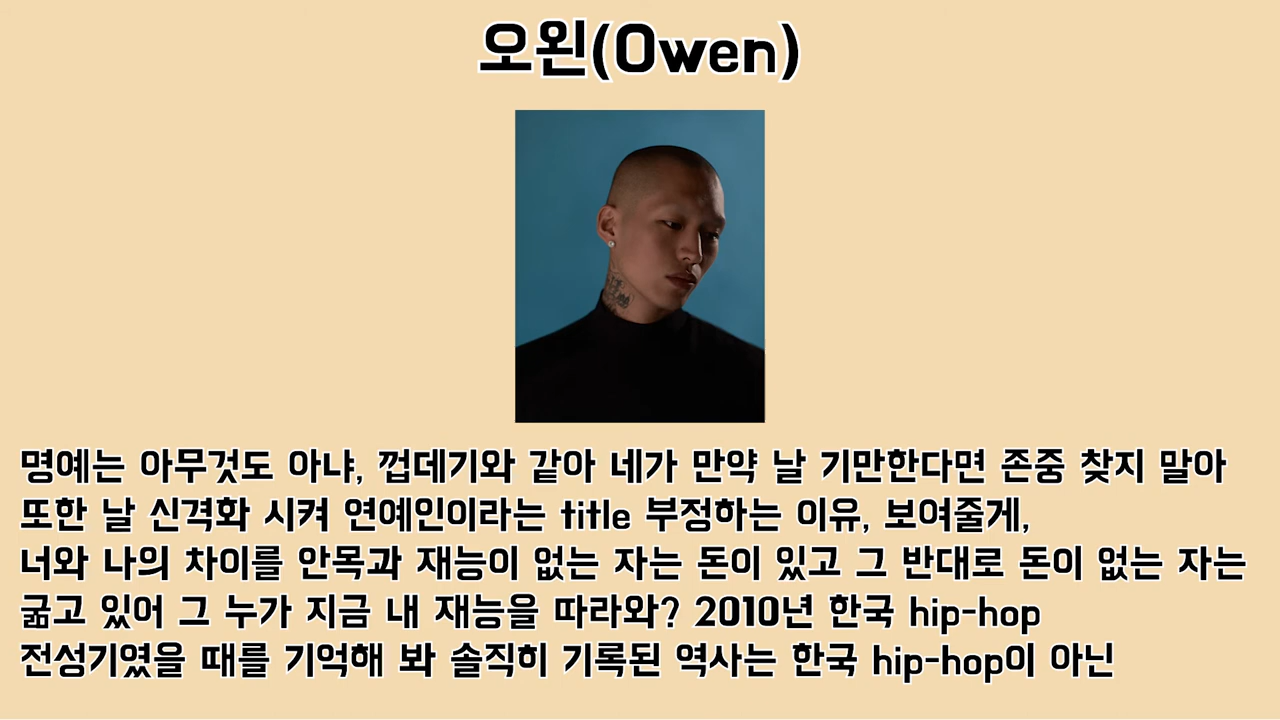 오왼(Owen)
명예는 아무것도 아냐, 껍데기와 같아 네가 만약 날 기만한다면 존중 찾지 말아
또한 날 신격화 시켜 연예인이라는 title 부정하는 이유, 보여줄게,
너와 나의 차이를 안목과 재능이 없는 자는 돈이 있고 그 반대로 돈이 없는 자는
굶고 있어 그 누가 지금 내 재능을 따라와? 2010년 한국 hip-hop
전성기였을 때를 기억해 봐 솔직히 기록된 역사는 한국 hip-hop이 아닌